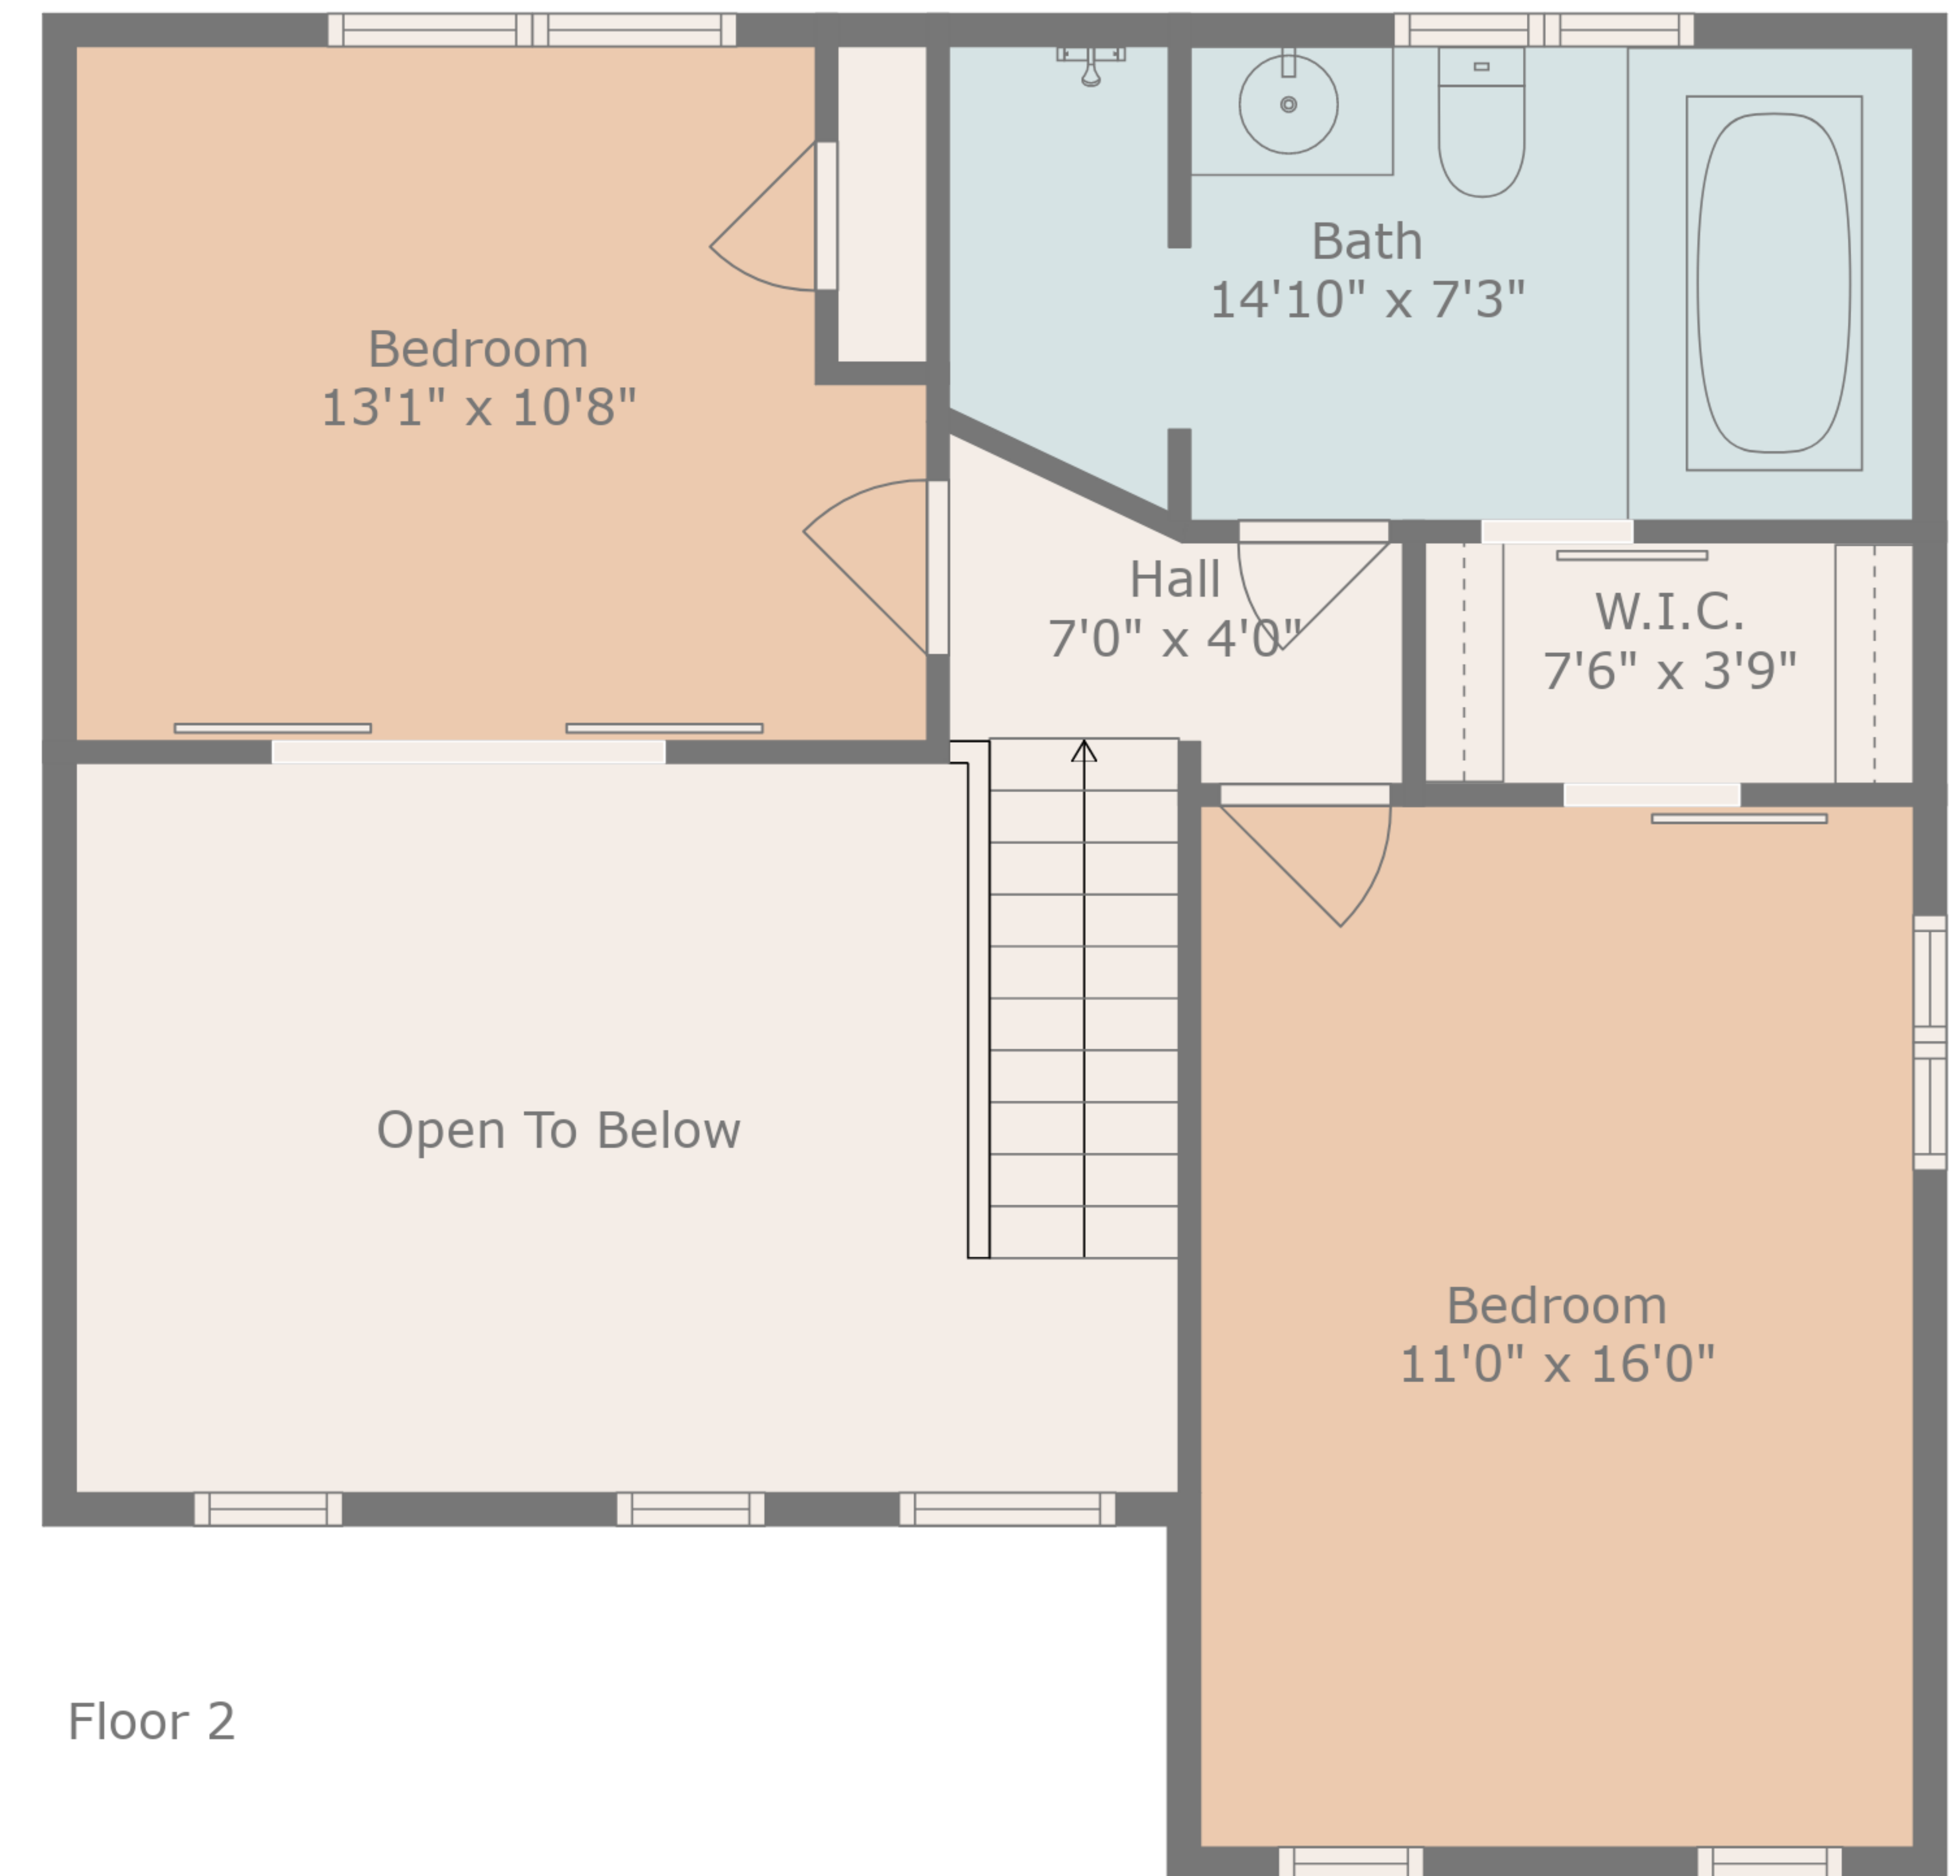 Bath
14'10" x 7'3"
Bedroom
13'1" x 10'8"
Hall
7'0" x 4'0"
W.I.C.
7'6" x 3'9"
Open To Below
Bedroom
11'0" x 16'0"
Floor 2